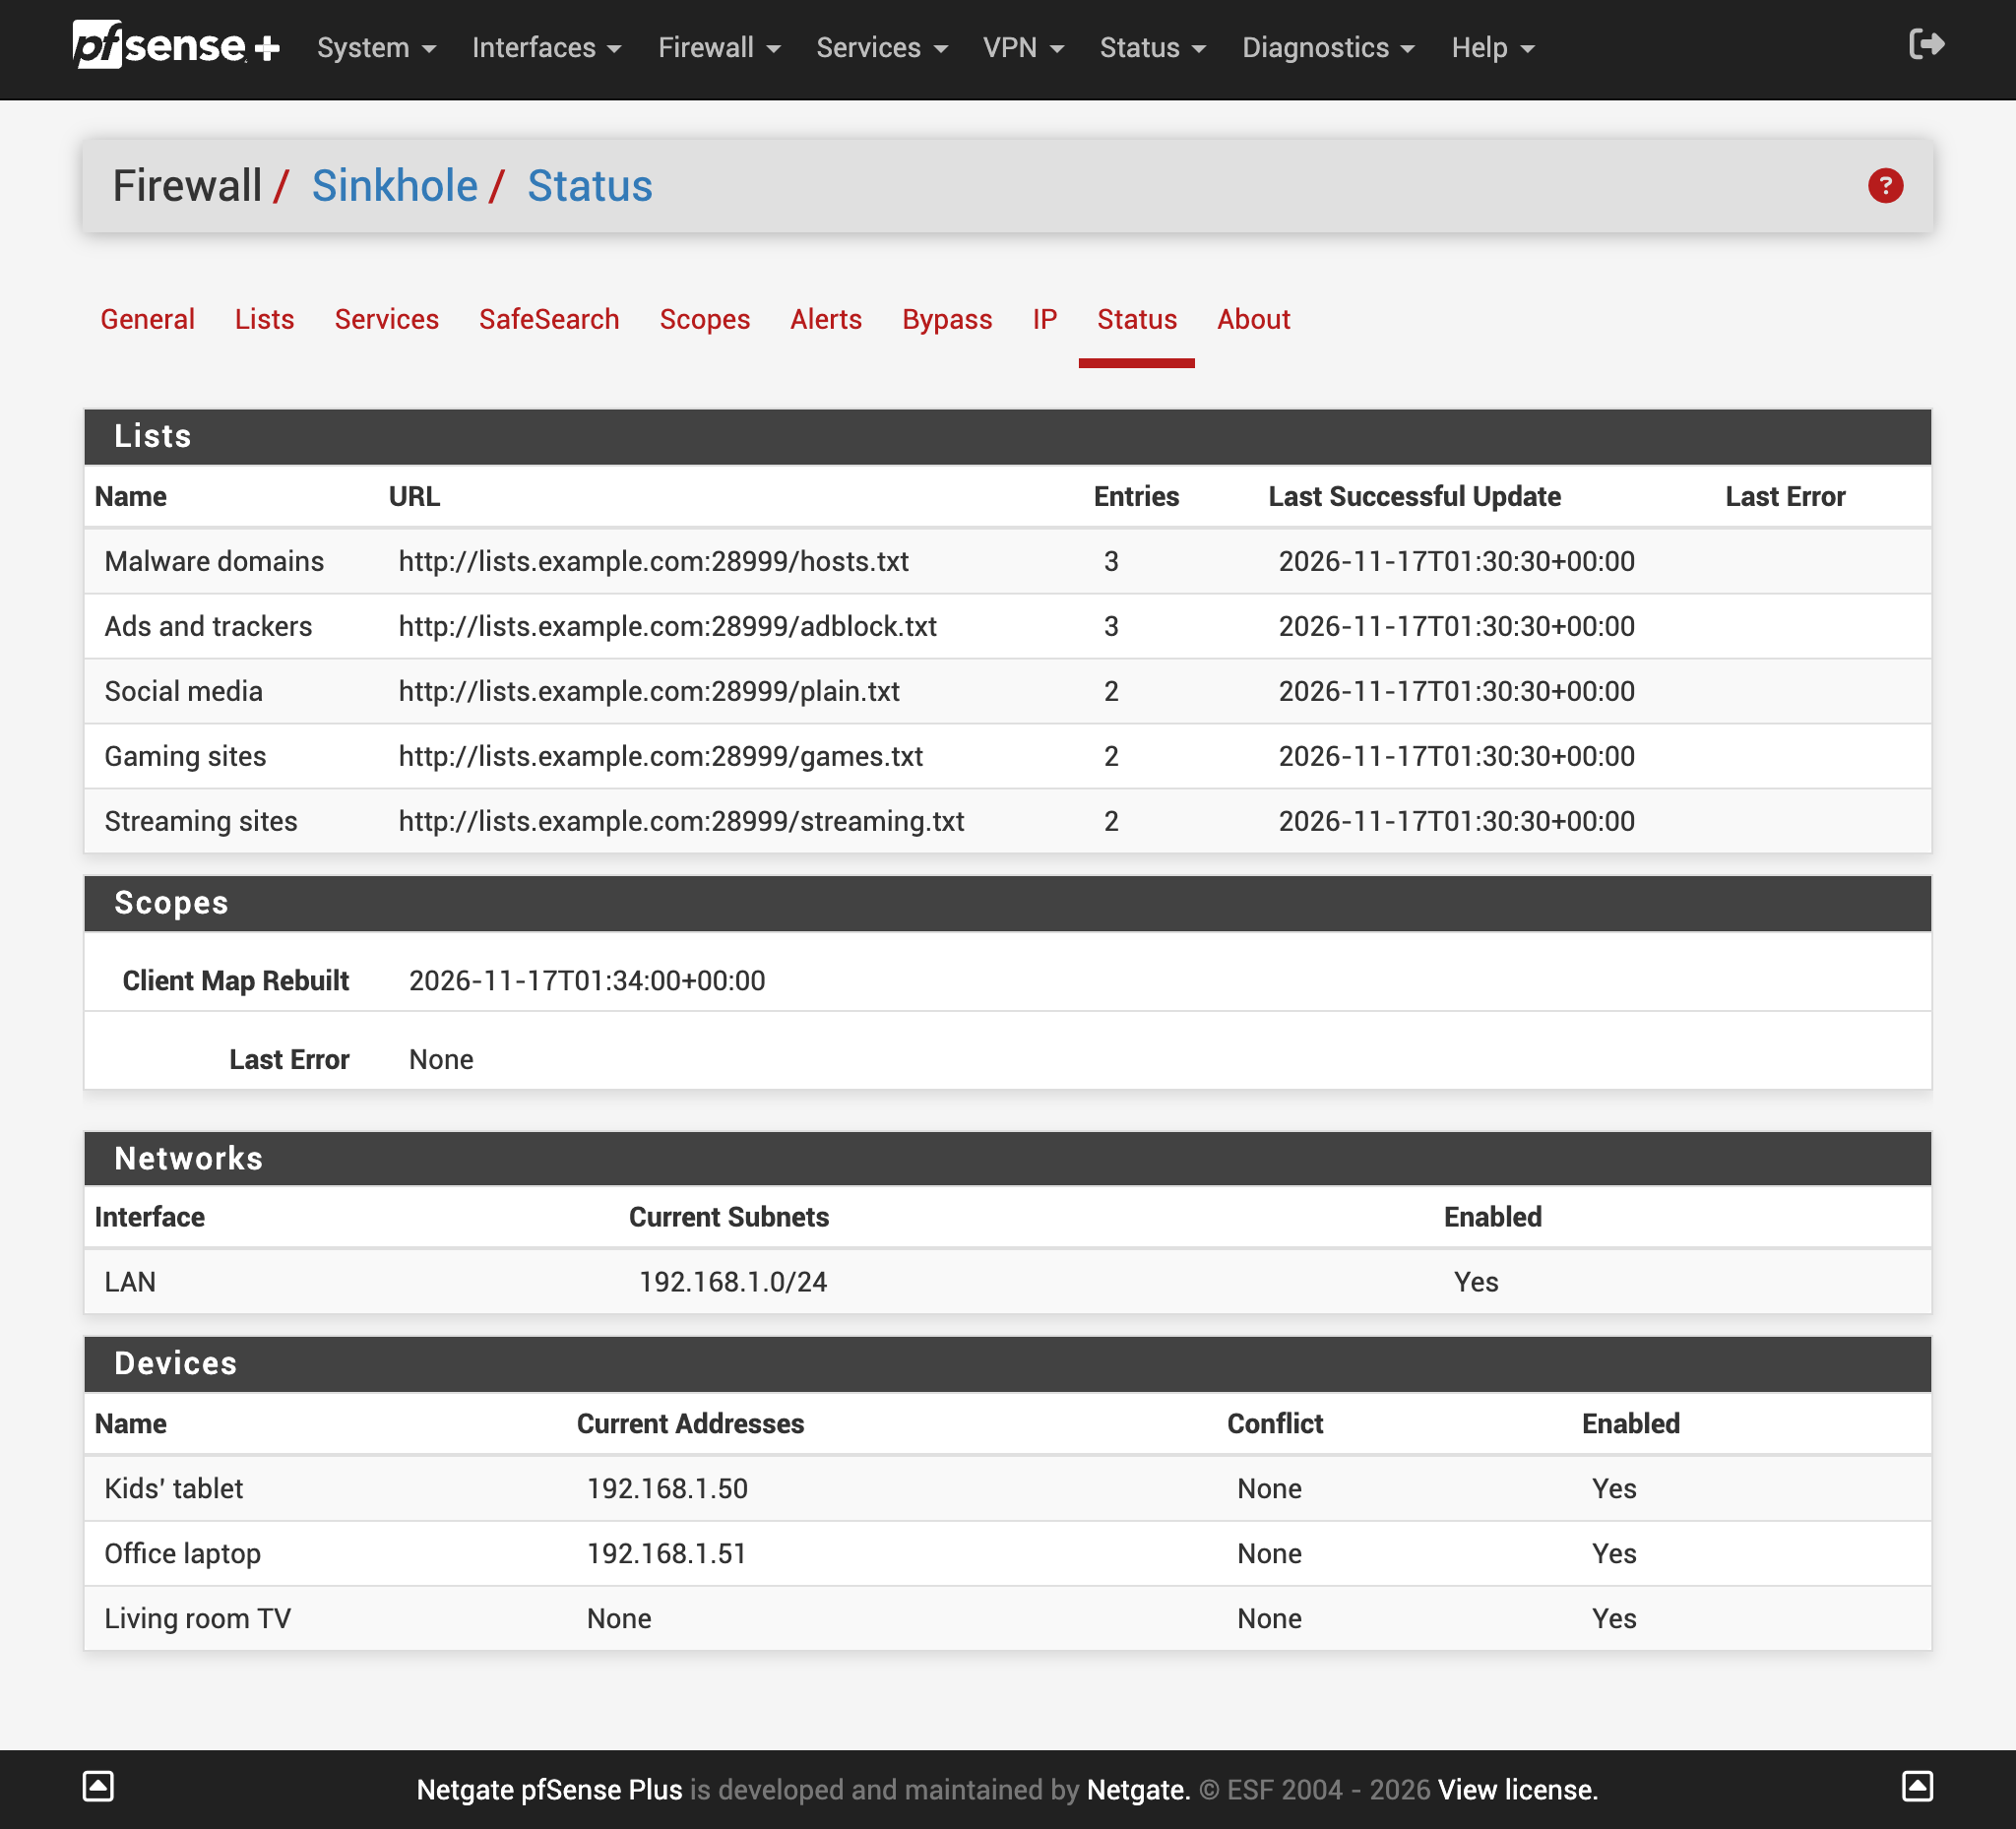 pfsense + System Interfaces Firewall Services VPN Status Diagnostics Help
Firewall / Sinkhole / Status ?
General Lists Services SafeSearch Scopes Alerts Bypass IP Status About
Lists
Name URL Entries Last Successful Update Last Error
Malware domains http://lists.example.com:28999/hosts.txt 3 2026-11-17T01:30:30+00:00
Ads and trackers http://lists.example.com:28999/adblock.txt 3 2026-11-17T01:30:30+00:00
Social media http://lists.example.com:28999/plain.txt 2 2026-11-17T01:30:30+00:00
Gaming sites http://lists.example.com:28999/games.txt 2 2026-11-17T01:30:30+00:00
Streaming sites http://lists.example.com:28999/streaming.txt 2 2026-11-17T01:30:30+00:00
Scopes
Client Map Rebuilt 2026-11-17T01:34:00+00:00
Last Error None
Networks
Interface Current Subnets Enabled
LAN 192.168.1.0/24 Yes
Devices
Name Current Addresses Conflict Enabled
Kids' tablet 192.168.1.50 None Yes
Office laptop 192.168.1.51 None Yes
Living room TV None None Yes
Netgate pfSense Plus is developed and maintained by Netgate. © ESF 2004 - 2026 View license.